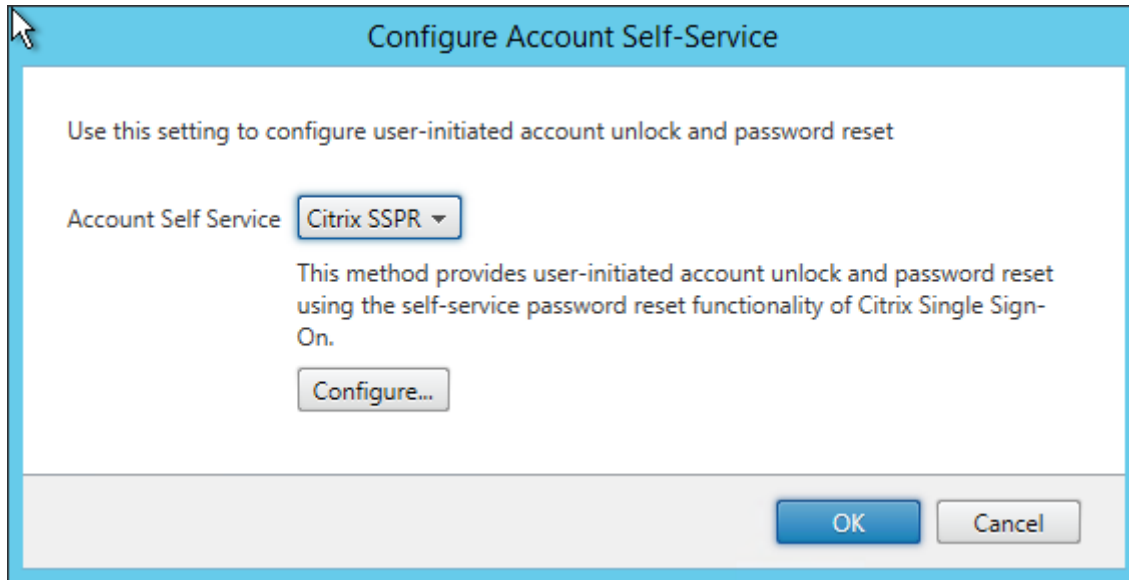 Configure Account Self-Service
Use this setting to configure user-initiated account unlock and password reset
Account Self Service Citrix SSPR
This method provides user-initiated account unlock and password reset
using the self-service password reset functionality of Citrix Single Sign-
On.
Configure...
OK Cancel